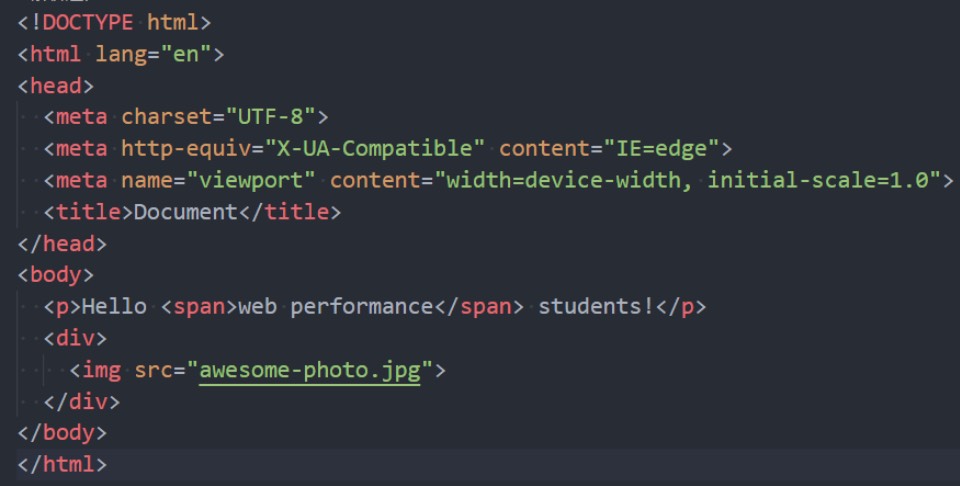 <!DOCTYPE html>
<html lang="en">
<head>
  <meta charset="UTF-8">
  <meta http-equiv="X-UA-Compatible" content="IE=edge">
  <meta name="viewport" content="width=device-width, initial-scale=1.0">
  <title>Document</title>
</head>
<body>
  <p>Hello <span>web performance</span> students!</p>
  <div>
    <img src="awesome-photo.jpg">
  </div>
</body>
</html>